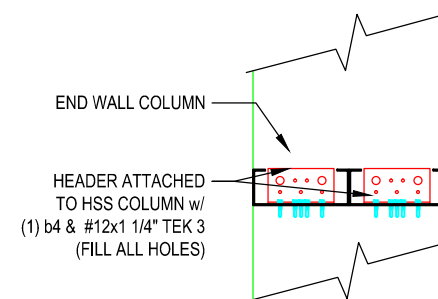 END WALL COLUMN
HEADER ATTACHED
TO HSS COLUMN w/
(1) b4 & #12x1 1/4" TEK 3
(FILL ALL HOLES)